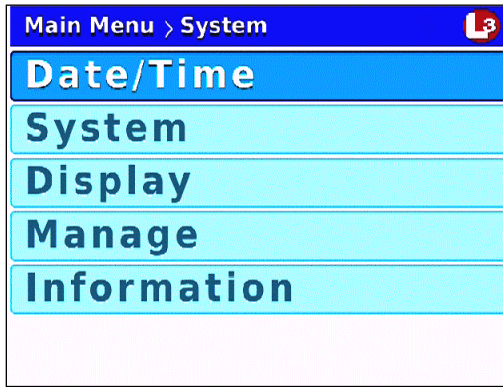 Main Menu > System
L3
Date/Time
System
Display
Manage
Information